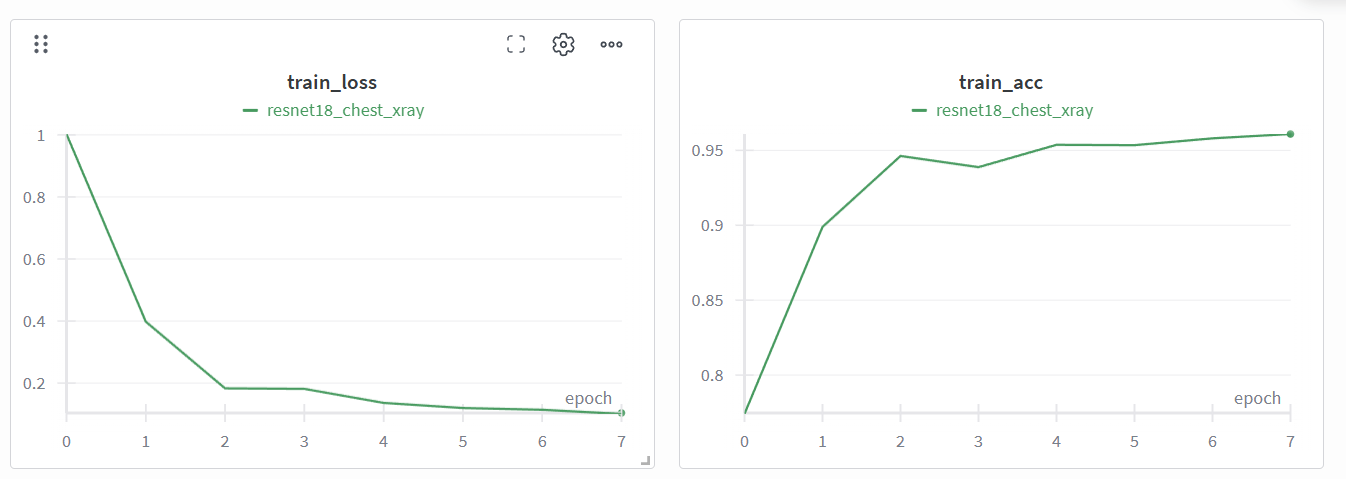 train_loss
resnet18_chest_xray
1
0.8
0.6
0.4
0.2
epoch
0 1 2 3 4 5 6 7
train_acc
resnet18_chest_xray
0.95
0.9
0.85
0.8
epoch
0 1 2 3 4 5 6 7